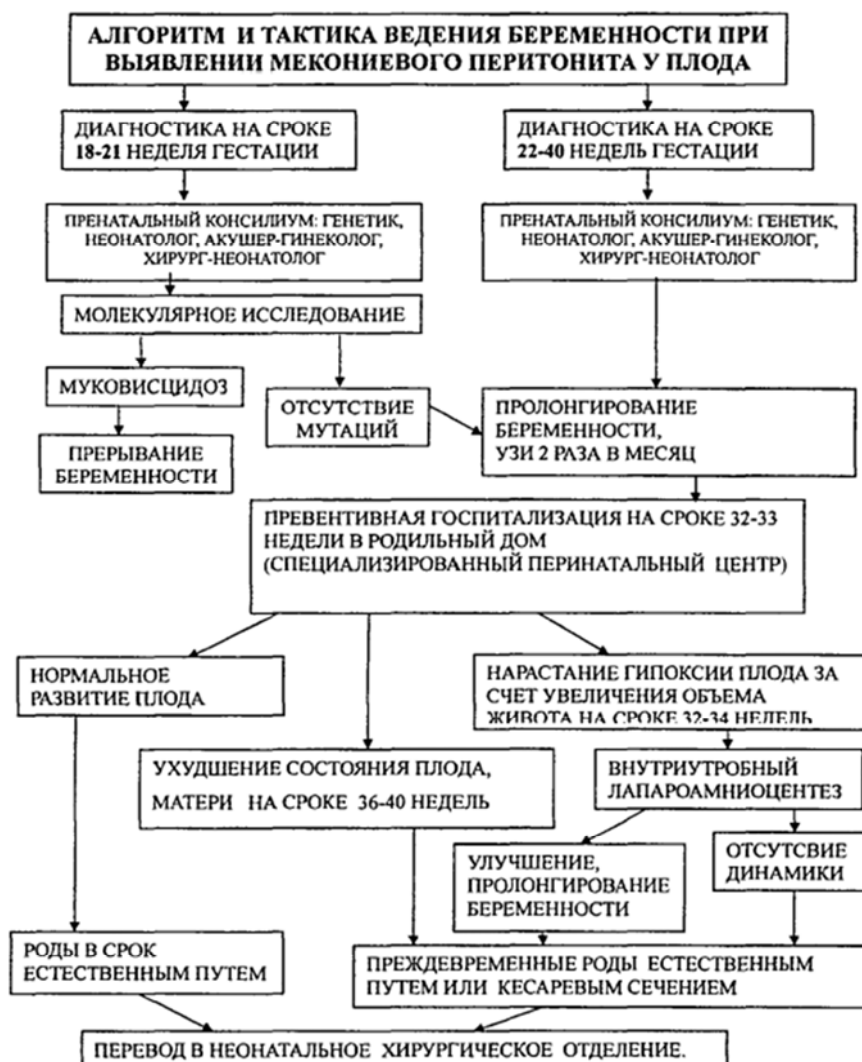 АЛГОРИТМ И ТАКТИКА ВЕДЕНИЯ БЕРЕМЕННОСТИ ПРИ
ВЫЯВЛЕНИИ МЕКОНИЕВОГО ПЕРИТОНИТА У ПЛОДА
ДИАГНОСТИКА НА СРОКЕ
18-21 НЕДЕЛЯ ГЕСТАЦИИ
ДИАГНОСТИКА НА СРОКЕ
22-40 НЕДЕЛЬ ГЕСТАЦИИ
ПРЕНАТАЛЬНЫЙ КОНСИЛИУМ: ГЕНЕТИК,
НЕОНАТОЛОГ, АКУШЕР-ГИНЕКОЛОГ,
ХИРУРГ-НЕОНАТОЛОГ
ПРЕНАТАЛЬНЫЙ КОНСИЛИУМ: ГЕНЕТИК,
НЕОНАТОЛОГ, АКУШЕР-ГИНЕКОЛОГ,
ХИРУРГ-НЕОНАТОЛОГ
МОЛЕКУЛЯРНОЕ ИССЛЕДОВАНИЕ
МУКОВИСЦИДОЗ
ОТСУТСТВИЕ
МУТАЦИЙ
ПРОЛОНГИРОВАНИЕ
БЕРЕМЕННОСТИ,
УЗИ 2 РАЗА В МЕСЯЦ
ПРЕРЫВАНИЕ
БЕРЕМЕННОСТИ
ПРЕВЕНТИВНАЯ ГОСПИТАЛИЗАЦИЯ НА СРОКЕ 32-33
НЕДЕЛИ В РОДИЛЬНЫЙ ДОМ
(СПЕЦИАЛИЗИРОВАННЫЙ ПЕРИНАТАЛЬНЫЙ ЦЕНТР)
НОРМАЛЬНОЕ
РАЗВИТИЕ ПЛОДА
НАРАСТАНИЕ ГИПОКСИИ ПЛОДА ЗА
СЧЕТ УВЕЛИЧЕНИЯ ОБЪЕМА
ЖИВОТА НА СРОКЕ 32-34 НЕДЕЛЬ
УХУДШЕНИЕ СОСТОЯНИЯ ПЛОДА,
МАТЕРИ НА СРОКЕ 36-40 НЕДЕЛЬ
ВНУТРИУТРОБНЫЙ
ЛАПАРОАМНИОЦЕНТЕЗ
УЛУЧШЕНИЕ,
ПРОЛОНГИРОВАНИЕ
БЕРЕМЕННОСТИ
ОТСУТСВИЕ
ДИНАМИКИ
РОДЫ В СРОК
ЕСТЕСТВЕННЫМ ПУТЕМ
ПРЕЖДЕВРЕМЕННЫЕ РОДЫ ЕСТЕСТВЕННЫМ
ПУТЕМ ИЛИ КЕСАРЕВЫМ СЕЧЕНИЕМ
ПЕРЕВОД В НЕОНАТАЛЬНОЕ ХИРУРГИЧЕСКОЕ ОТДЕЛЕНИЕ.